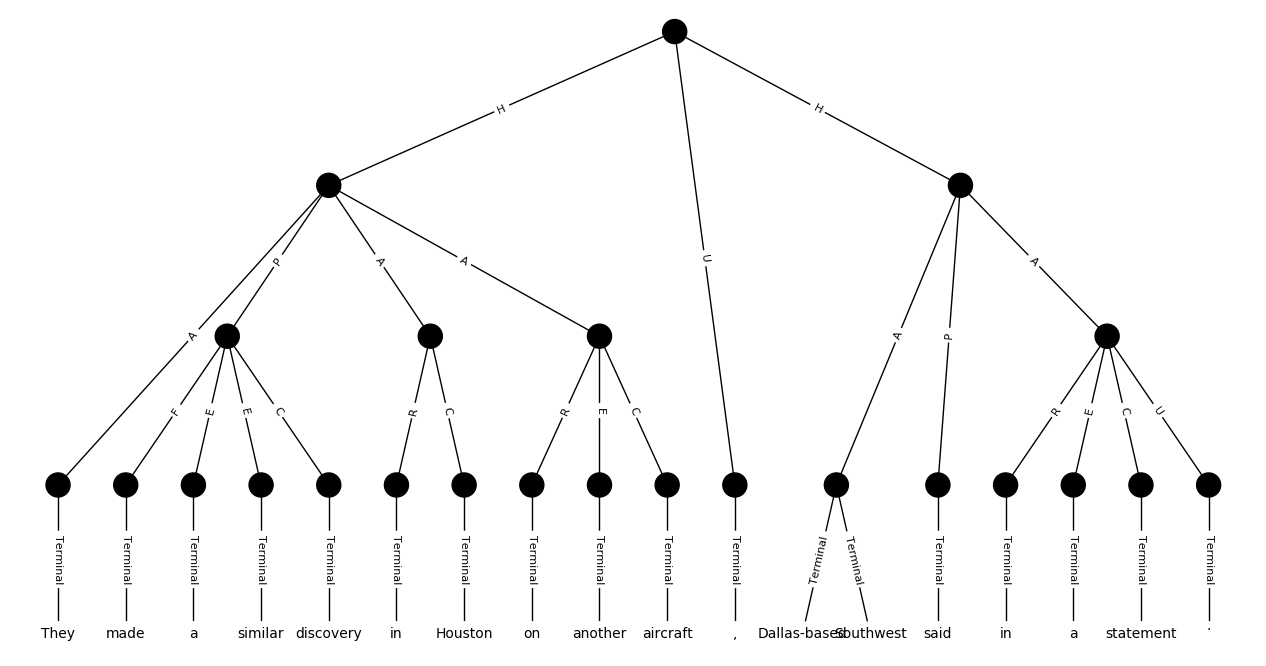 H H
U
P A A A
A A P
F E E C R C R E C R E C U
Terminal Terminal Terminal Terminal Terminal Terminal Terminal Terminal Terminal Terminal Terminal Terminal Terminal Terminal Terminal Terminal Terminal Terminal
They made a similar discovery in Houston on another aircraft , Dallas-based Southwest said in a statement .